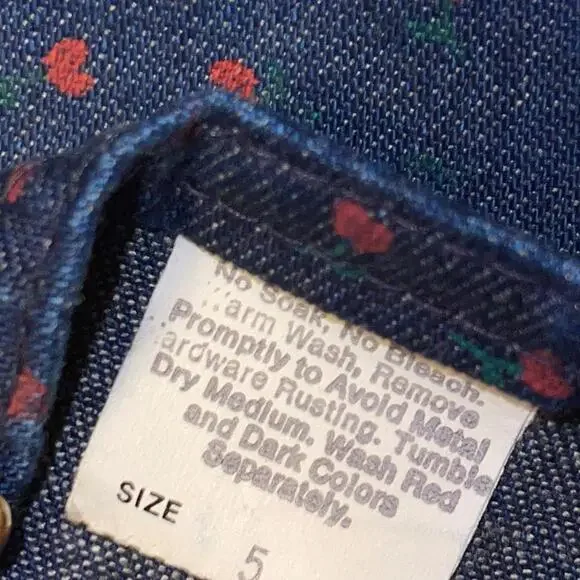 No Soak, No Bleach.
arm Wash, Remove
Promptly to Avoid Metal
ardware Rusting. Tumble
Dry Medium. Wash Red
and Dark Colors
Separately.
SIZE
5